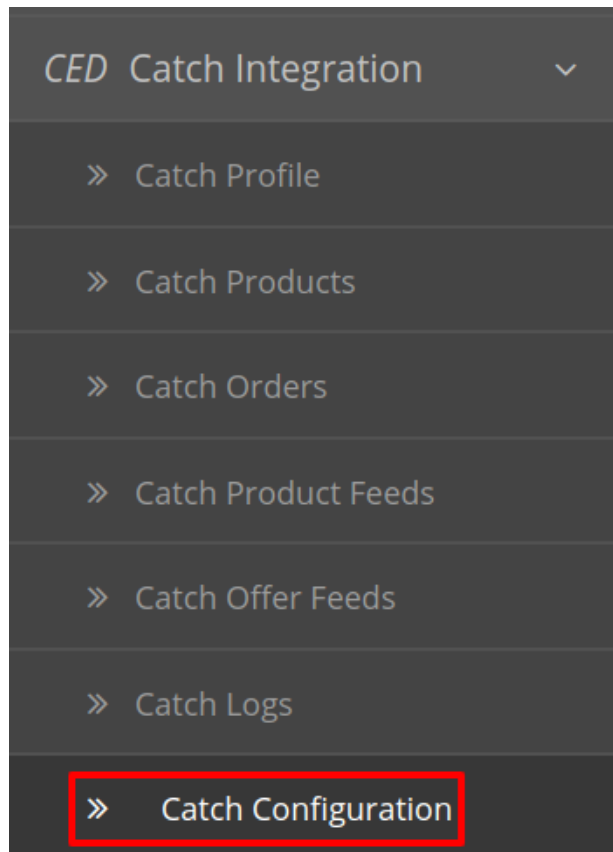 CED Catch Integration
Catch Profile
Catch Products
Catch Orders
Catch Product Feeds
Catch Offer Feeds
Catch Logs
Catch Configuration